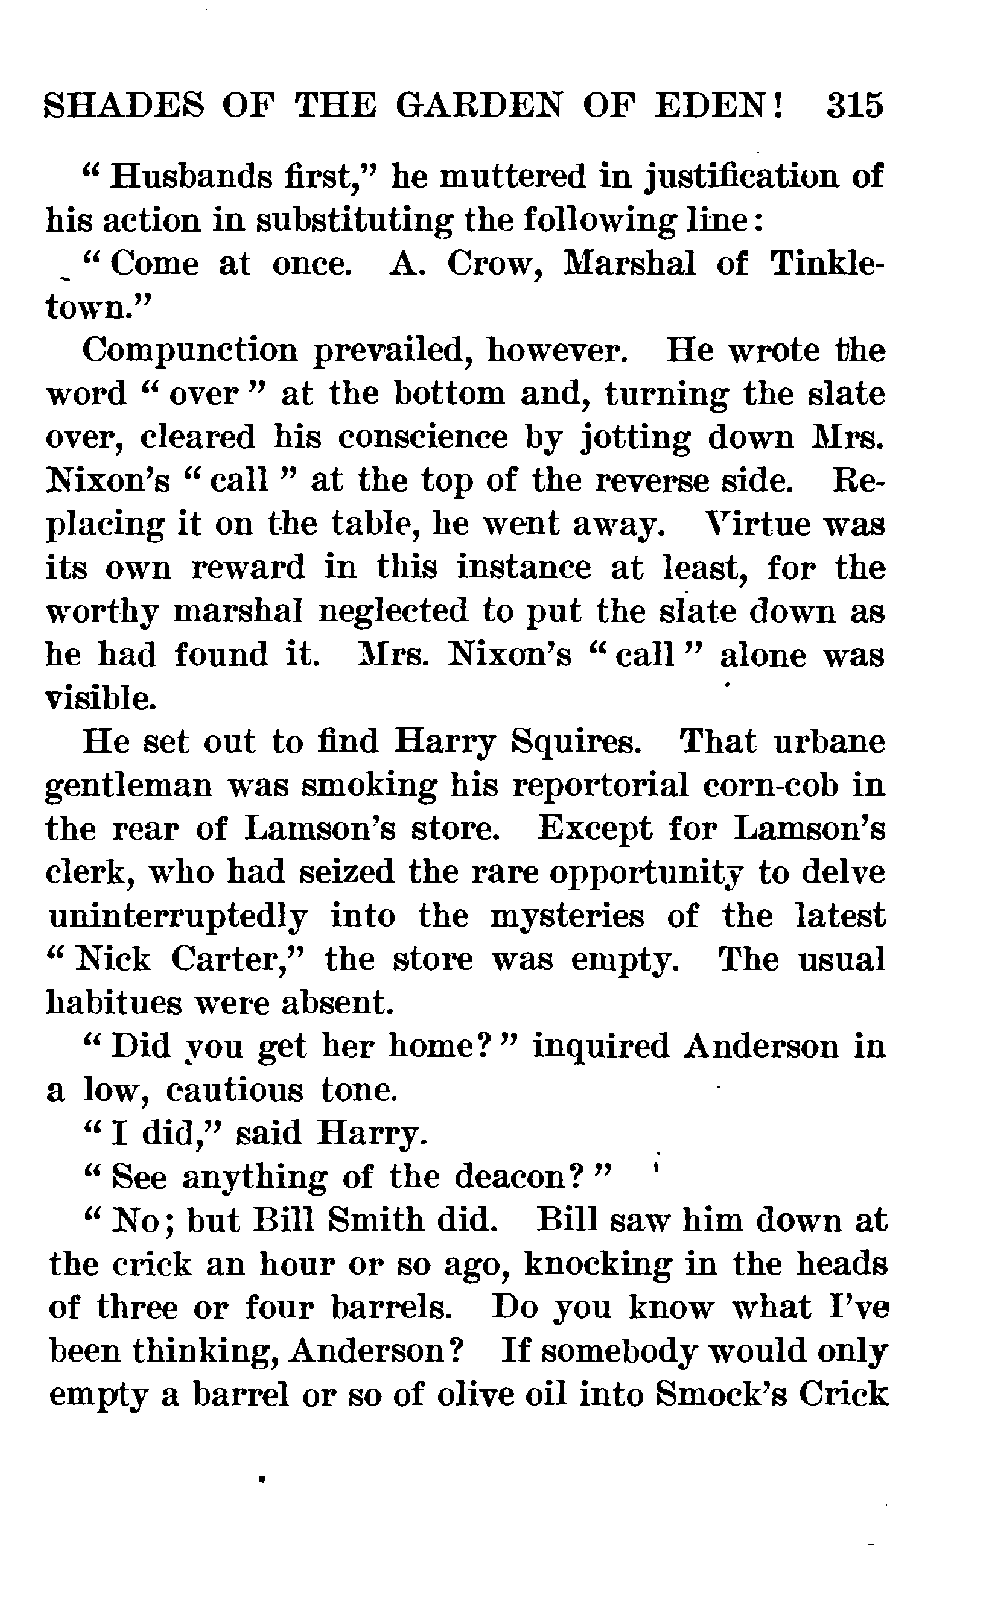 SHADES OF THE GARDEN OF EDEN! 315
" Husbands first," he muttered in justification of
his action in substituting the following line:
" Come at once. A. Crow, Marshal of Tinkle-
town."
Compunction prevailed, however. He wrote the
word " over " at the bottom and, turning the slate
over, cleared his conscience by jotting down Mrs.
Nixon's " call " at the top of the reverse side. Re-
placing it on the table, he went away. Virtue was
its own reward in this instance at least, for the
worthy marshal neglected to put the slate down as
he had found it. Mrs. Nixon's " call " alone was
visible.
He set out to find Harry Squires. That urbane
gentleman was smoking his reportorial corn-cob in
the rear of Lamson's store. Except for Lamson's
clerk, who had seized the rare opportunity to delve
uninterruptedly into the mysteries of the latest
" Nick Carter," the store was empty. The usual
habitues were absent.
" Did you get her home? " inquired Anderson in
a low, cautious tone.
" I did," said Harry.
" See anything of the deacon? "
" No; but Bill Smith did. Bill saw him down at
the crick an hour or so ago, knocking in the heads
of three or four barrels. Do you know what I've
been thinking, Anderson? If somebody would only
empty a barrel or so of olive oil into Smock's Crick